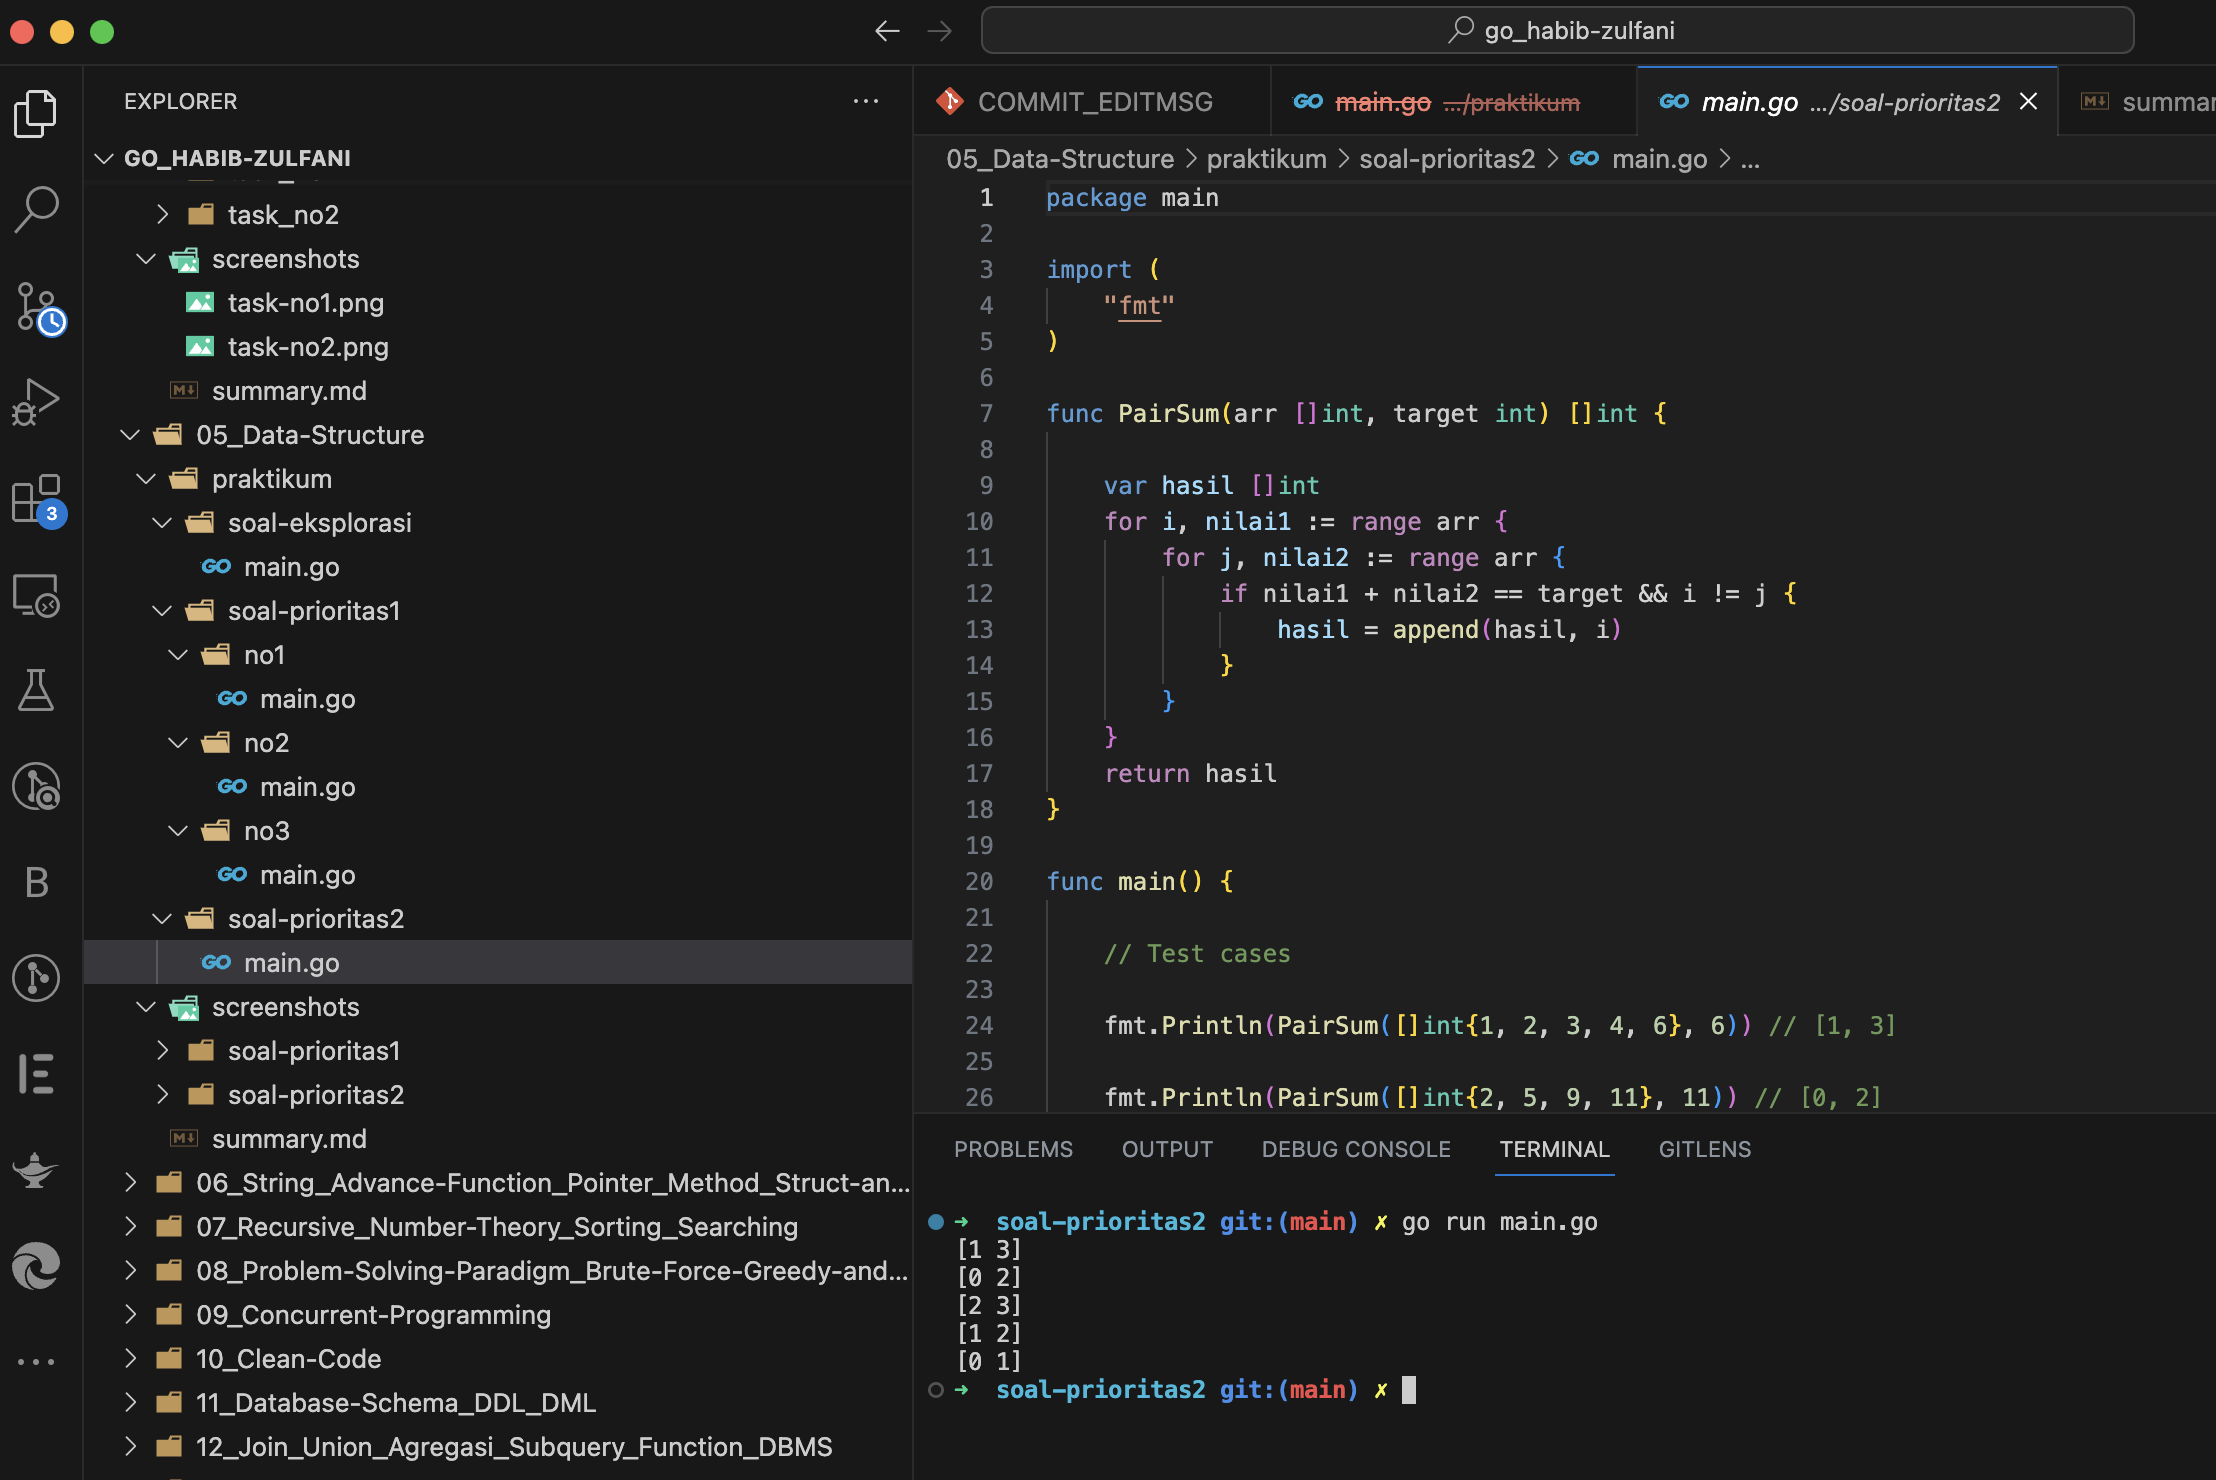 go_habib-zulfani
EXPLORER
GO_HABIB-ZULFANI
task_no2
screenshots
task-no1.png
task-no2.png
summary.md
05_Data-Structure
praktikum
soal-eksplorasi
main.go
soal-prioritas1
no1
main.go
no2
main.go
no3
main.go
soal-prioritas2
main.go
screenshots
soal-prioritas1
soal-prioritas2
summary.md
06_String_Advance-Function_Pointer_Method_Struct-an...
07_Recursive_Number-Theory_Sorting_Searching
08_Problem-Solving-Paradigm_Brute-Force-Greedy-and...
09_Concurrent-Programming
10_Clean-Code
11_Database-Schema_DDL_DML
12_Join_Union_Agregasi_Subquery_Function_DBMS
3
B
COMMIT_EDITMSG
main.go .../praktikum
main.go .../soal-prioritas2
summar
05_Data-Structure > praktikum > soal-prioritas2 > GO main.go > ...
1 package main
2
3 import (
4 "fmt"
5 )
6
7 func PairSum(arr []int, target int) []int {
8
9 var hasil []int
10 for i, nilai1 := range arr {
11 for j, nilai2 := range arr {
12 if nilai1 + nilai2 == target && i != j {
13 hasil = append(hasil, i)
14 }
15 }
16 }
17 return hasil
18 }
19
20 func main() {
21
22 // Test cases
23
24 fmt.Println(PairSum([]int{1, 2, 3, 4, 6}, 6)) // [1, 3]
25
26 fmt.Println(PairSum([]int{2, 5, 9, 11}, 11)) // [0, 2]
PROBLEMS OUTPUT DEBUG CONSOLE TERMINAL GITLENS
➜ soal-prioritas2 git:(main) ✗ go run main.go
[1 3]
[0 2]
[2 3]
[1 2]
[0 1]
➜ soal-prioritas2 git:(main) ✗